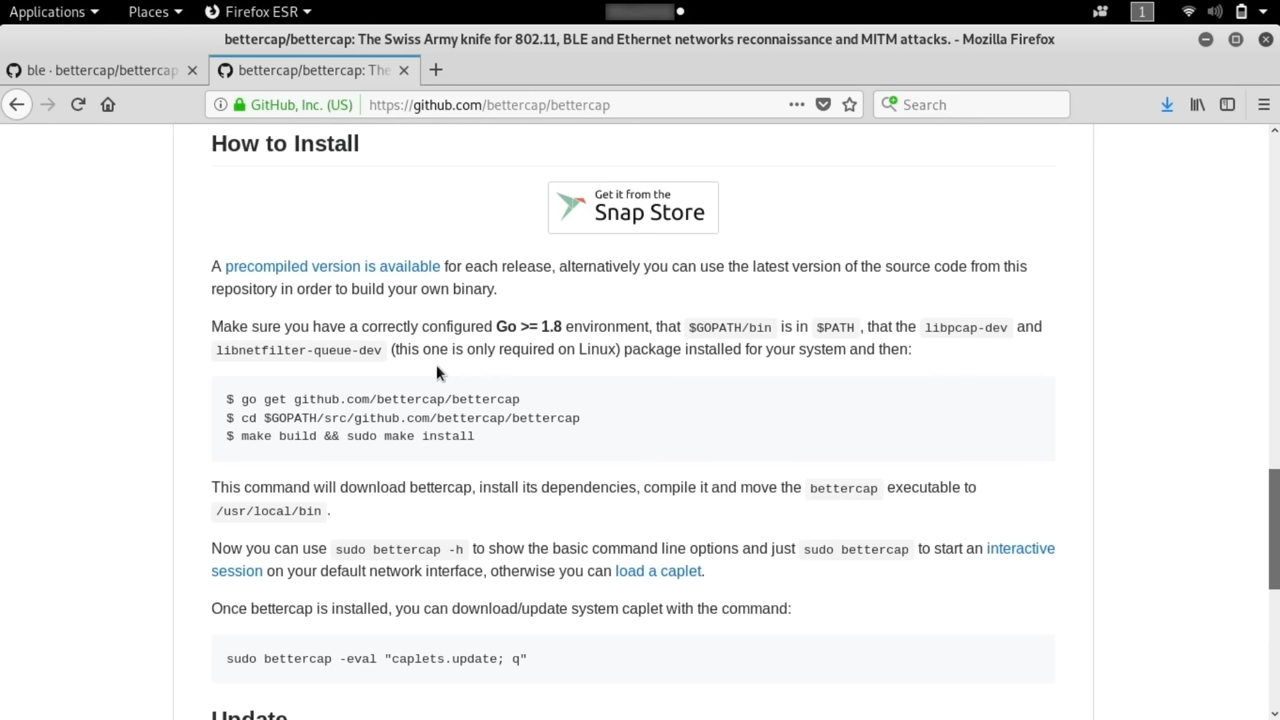 Applications Places Firefox ESR 1
bettercap/bettercap: The Swiss Army knife for 802.11, BLE and Ethernet networks reconnaissance and MITM attacks. - Mozilla Firefox
ble · bettercap/bettercap bettercap/bettercap: The
GitHub, Inc. (US) https://github.com/bettercap/bettercap Search
How to Install
Get it from the
Snap Store
A precompiled version is available for each release, alternatively you can use the latest version of the source code from this
repository in order to build your own binary.
Make sure you have a correctly configured Go >= 1.8 environment, that $GOPATH/bin is in $PATH , that the libpcap-dev and
libnetfilter-queue-dev (this one is only required on Linux) package installed for your system and then:
$ go get github.com/bettercap/bettercap
$ cd $GOPATH/src/github.com/bettercap/bettercap
$ make build && sudo make install
This command will download bettercap, install its dependencies, compile it and move the bettercap executable to
/usr/local/bin .
Now you can use sudo bettercap -h to show the basic command line options and just sudo bettercap to start an interactive
session on your default network interface, otherwise you can load a caplet.
Once bettercap is installed, you can download/update system caplet with the command:
sudo bettercap -eval "caplets.update; q"
Update